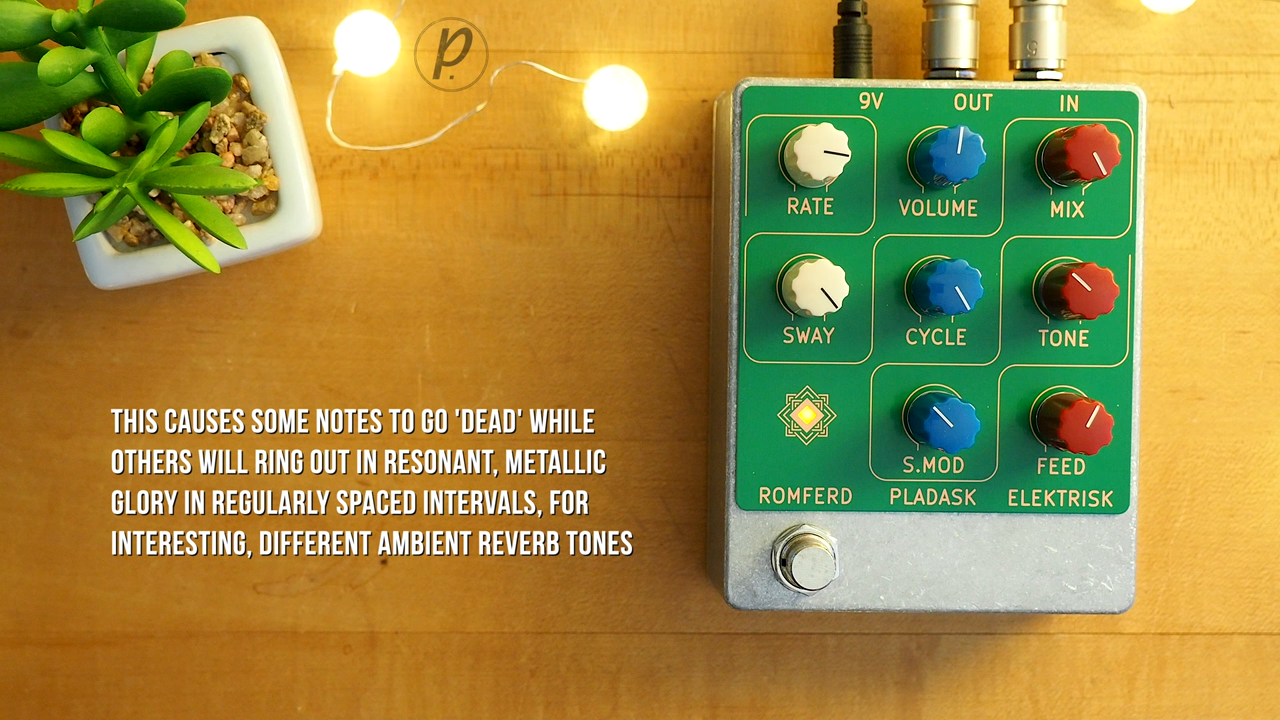 p.
9V OUT IN
RATE VOLUME MIX
SWAY CYCLE TONE
S.MOD FEED
ROMFERD PLADASK ELEKTRISK
THIS CAUSES SOME NOTES TO GO 'DEAD' WHILE
OTHERS WILL RING OUT IN RESONANT, METALLIC
GLORY IN REGULARLY SPACED INTERVALS, FOR
INTERESTING, DIFFERENT AMBIENT REVERB TONES